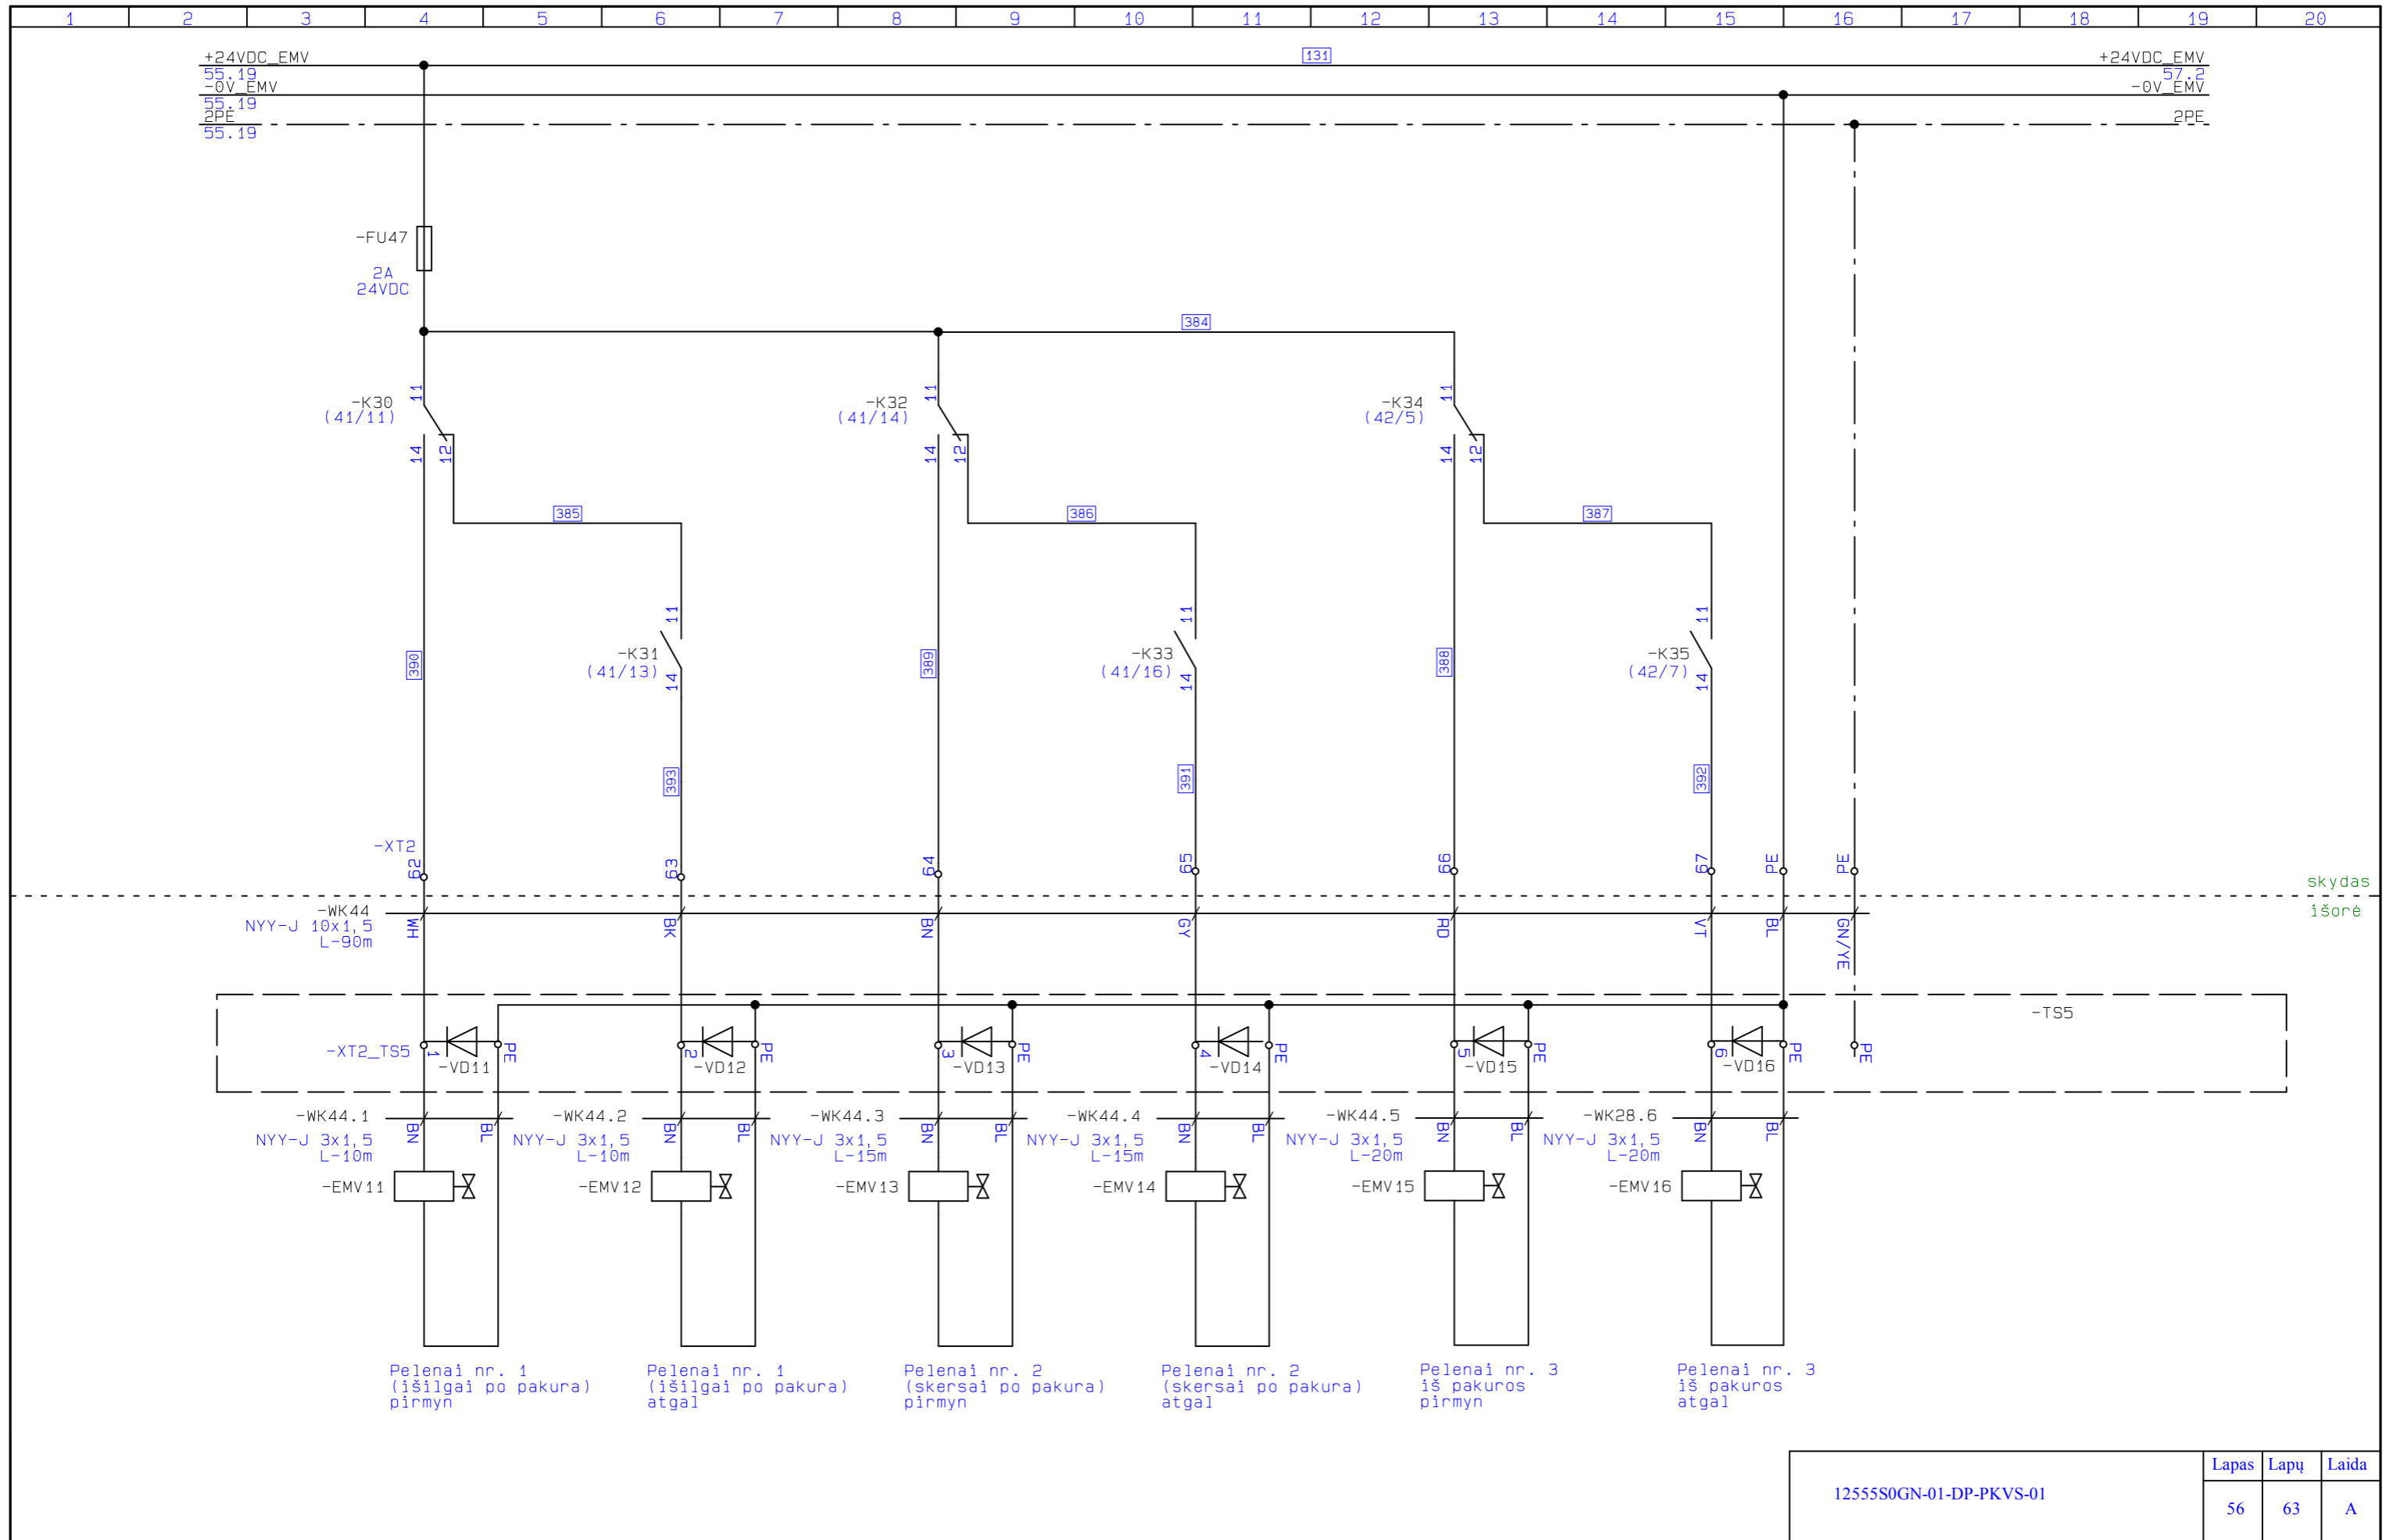 1 2 3 4 5 6 7 8 9 10 11 12 13 14 15 16 17 18 19 20
+24VDC_EMV 131 +24VDC_EMV
55.19 57.2
-0V_EMV -0V_EMV
55.19
2PE 2PE
55.19
-FU47
2A
24VDC
384
11 11 11
-K30 -K32 -K34
(41/11) (41/14) (42/5)
14 12 14 12 14 12
385 386 387
11 11 11
390 -K31 389 -K33 388 -K35
(41/13) (41/16) (42/7)
14 14 14
393 391 392
-XT2
62 63 64 65 66 67 PE PE
skydas
-WK44 išorė
NYY-J 10x1,5
L-90m
WH BK BN GY RD VT BL GN/YE
-TS5
-XT2_TS5 1 PE 2 PE 3 PE 4 PE 5 PE 6 PE PE
-VD11 -VD12 -VD13 -VD14 -VD15 -VD16
-WK44.1 -WK44.2 -WK44.3 -WK44.4 -WK44.5 -WK28.6
BN BL BN BL BN BL BN BL BN BL BN BL
NYY-J 3x1,5 NYY-J 3x1,5 NYY-J 3x1,5 NYY-J 3x1,5 NYY-J 3x1,5 NYY-J 3x1,5
L-10m L-10m L-15m L-15m L-20m L-20m
-EMV11 -EMV12 -EMV13 -EMV14 -EMV15 -EMV16
Pelenai nr. 1
(išilgai po pakura)
pirmyn
Pelenai nr. 1
(išilgai po pakura)
atgal
Pelenai nr. 2
(skersai po pakura)
pirmyn
Pelenai nr. 2
(skersai po pakura)
atgal
Pelenai nr. 3
iš pakuros
pirmyn
Pelenai nr. 3
iš pakuros
atgal
12555S0GN-01-DP-PKVS-01
Lapas Lapų Laida
56 63 A